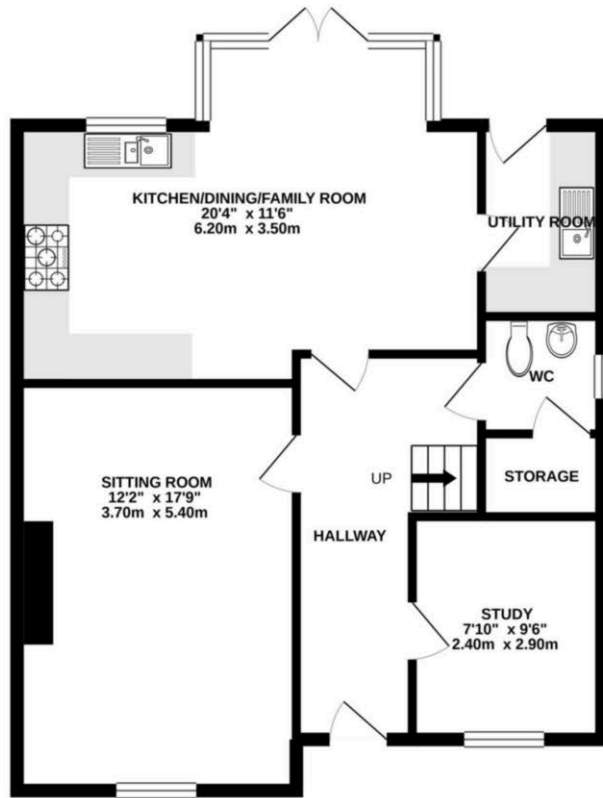 KITCHEN/DINING/FAMILY ROOM
20'4" x 11'6"
6.20m x 3.50m
UTILITY ROOM
WC
SITTING ROOM
12'2" x 17'9"
3.70m x 5.40m
UP
STORAGE
HALLWAY
STUDY
7'10" x 9'6"
2.40m x 2.90m